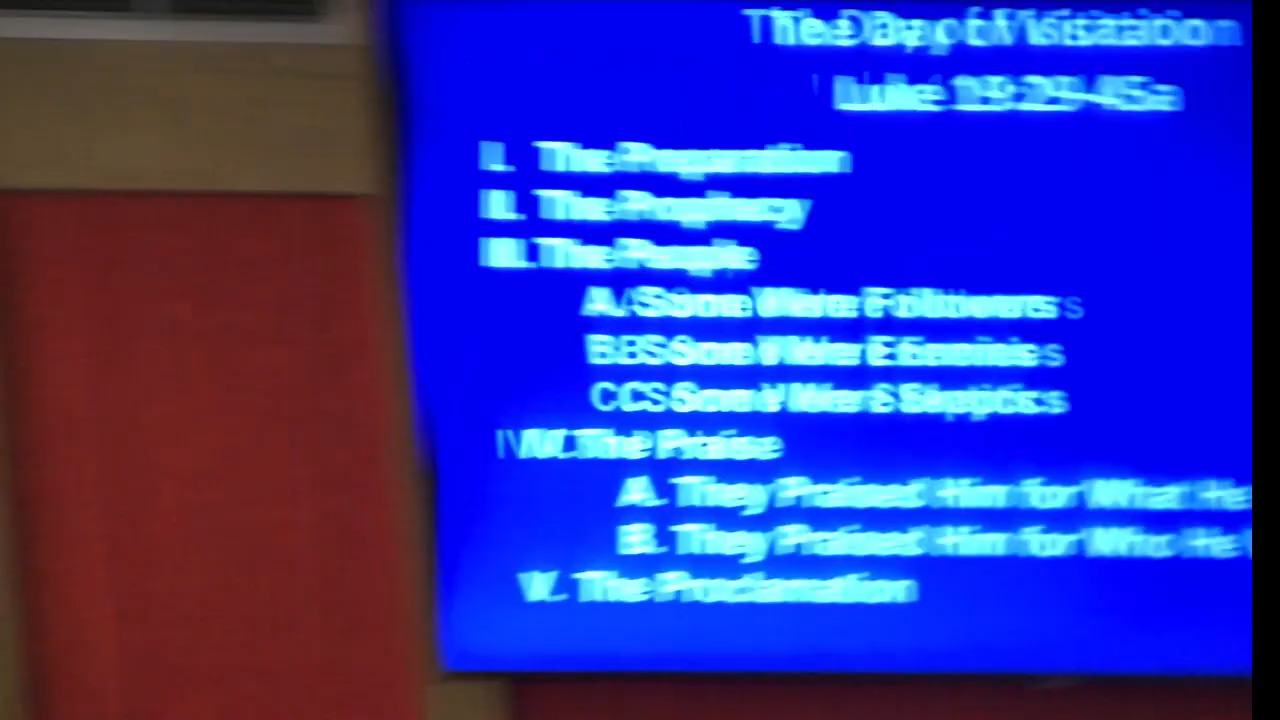 The Day of Visitation
Luke 19:29-45a
I. The Preparation
II. The Prophecy
III. The People
A. Some Were Followers
B. Some Were Enemies
C. Some Were Skeptics
IV. The Praise
A. They Praised Him for What He
B. They Praised Him for Who He
V. The Proclamation